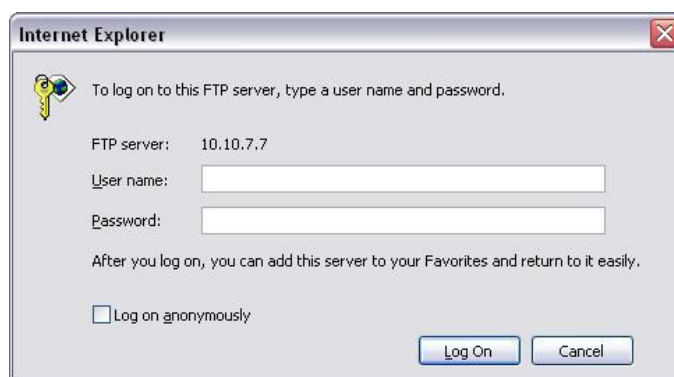 Internet Explorer
To log on to this FTP server, type a user name and password.
FTP server: 10.10.7.7
User name:
Password:
After you log on, you can add this server to your Favorites and return to it easily.
Log on anonymously
Log On Cancel